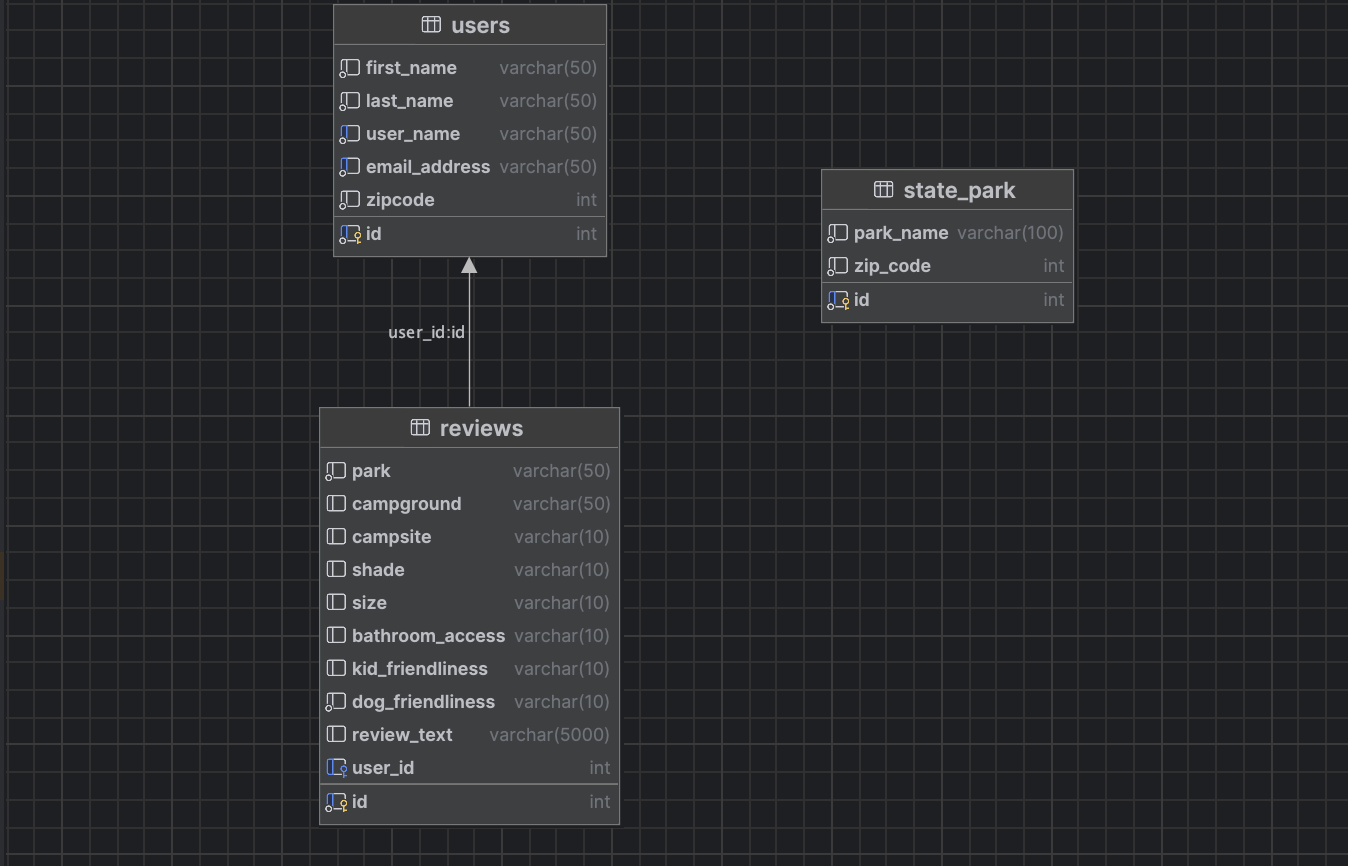 users
first_name varchar(50)
last_name varchar(50)
user_name varchar(50)
email_address varchar(50)
zipcode int
id int
state_park
park_name varchar(100)
zip_code int
id int
user_id:id
reviews
park varchar(50)
campground varchar(50)
campsite varchar(10)
shade varchar(10)
size varchar(10)
bathroom_access varchar(10)
kid_friendliness varchar(10)
dog_friendliness varchar(10)
review_text varchar(5000)
user_id int
id int